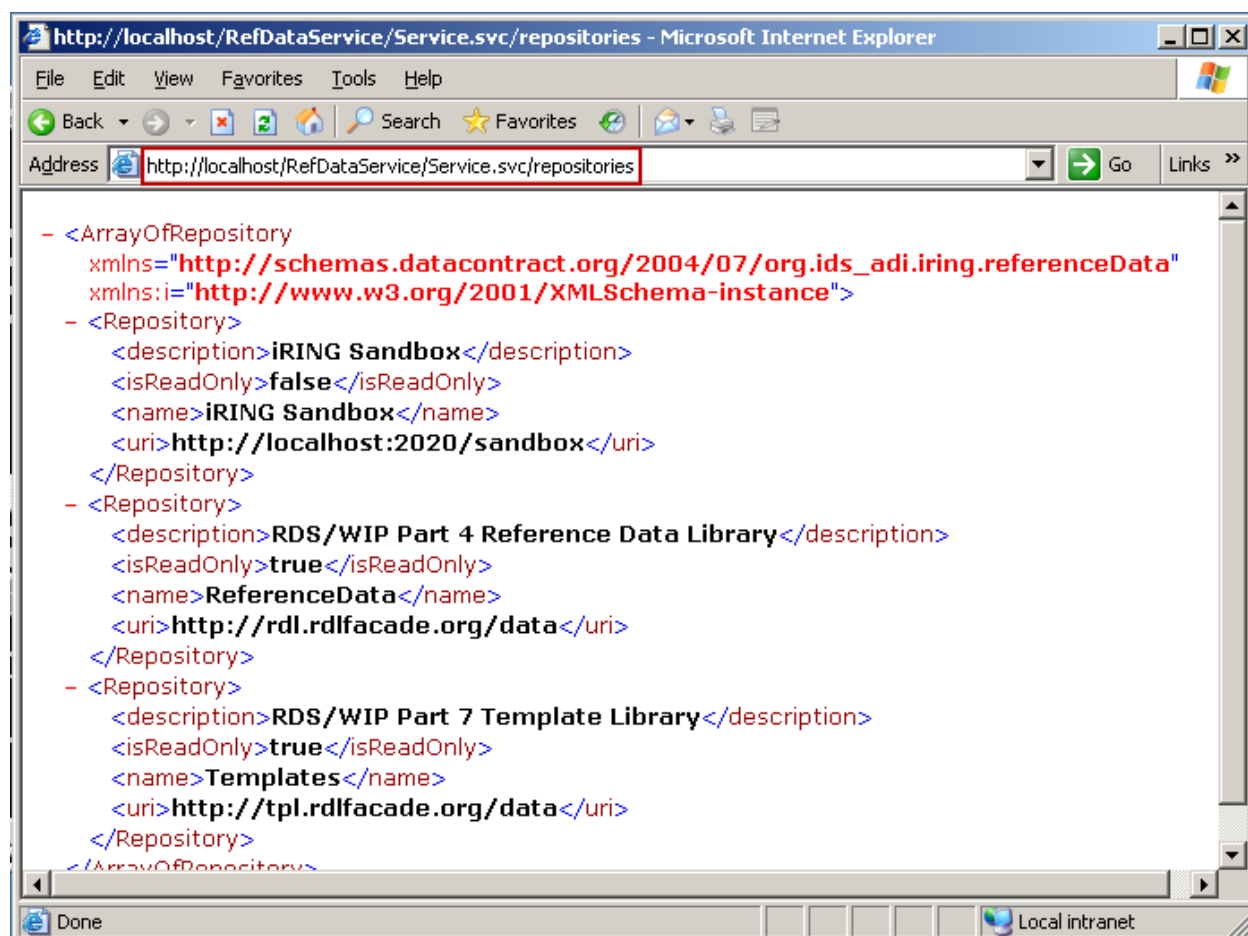 http://localhost/RefDataService/Service.svc/repositories - Microsoft Internet Explorer
File Edit View Favorites Tools Help
Back Search Favorites
Address http://localhost/RefDataService/Service.svc/repositories Go Links »
- <ArrayOfRepository
xmlns="http://schemas.datacontract.org/2004/07/org.ids_adi.iring.referenceData"
xmlns:i="http://www.w3.org/2001/XMLSchema-instance">
- <Repository>
<description>iRING Sandbox</description>
<isReadOnly>false</isReadOnly>
<name>iRING Sandbox</name>
<uri>http://localhost:2020/sandbox</uri>
</Repository>
- <Repository>
<description>RDS/WIP Part 4 Reference Data Library</description>
<isReadOnly>true</isReadOnly>
<name>ReferenceData</name>
<uri>http://rdl.rdlfacade.org/data</uri>
</Repository>
- <Repository>
<description>RDS/WIP Part 7 Template Library</description>
<isReadOnly>true</isReadOnly>
<name>Templates</name>
<uri>http://tpl.rdlfacade.org/data</uri>
</Repository>
</ArrayOfRepository>
Done Local intranet